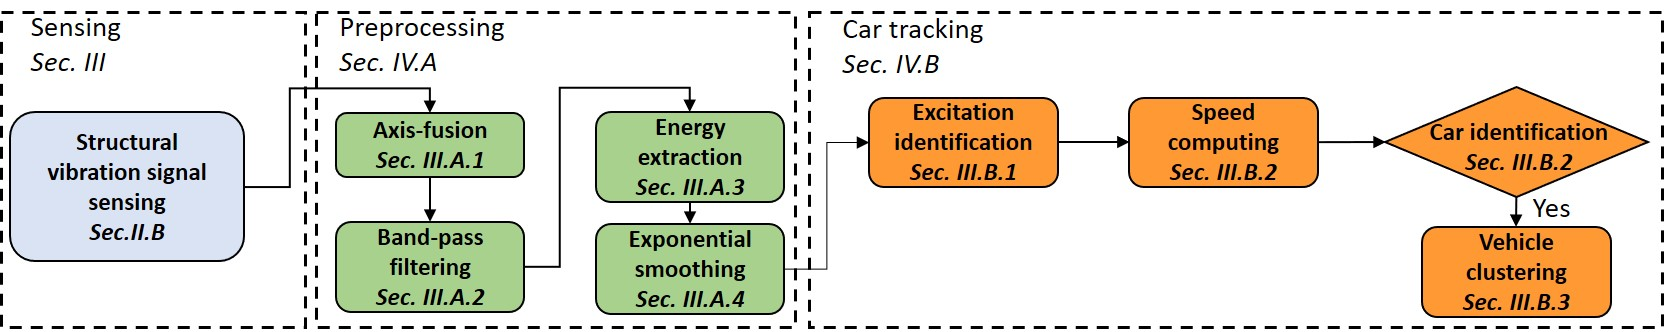 Sensing
Sec. III
Structural
vibration signal
sensing
Sec.II.B
Preprocessing
Sec. IV.A
Axis-fusion
Sec. III.A.1
Band-pass
filtering
Sec. III.A.2
Energy
extraction
Sec. III.A.3
Exponential
smoothing
Sec. III.A.4
Car tracking
Sec. IV.B
Excitation
identification
Sec. III.B.1
Speed
computing
Sec. III.B.2
Car identification
Sec. III.B.2
Yes
Vehicle
clustering
Sec. III.B.3